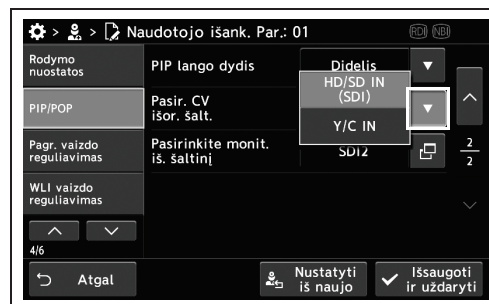 > > Naudotojo išank. Par.: 01 RDI NBI
Rodymo
nuostatos
PIP lango dydis
Didelis
PIP/POP
Pasir. CV
išor. šalt.
HD/SD IN
(SDI)
Y/C IN
Pagr. vaizdo
reguliavimas
Pasirinkite monit.
iš. šaltinį
SDI2
2
2
WLI vaizdo
reguliavimas
4/6
Atgal
Nustatyti
iš naujo
Išsaugoti
ir uždaryti